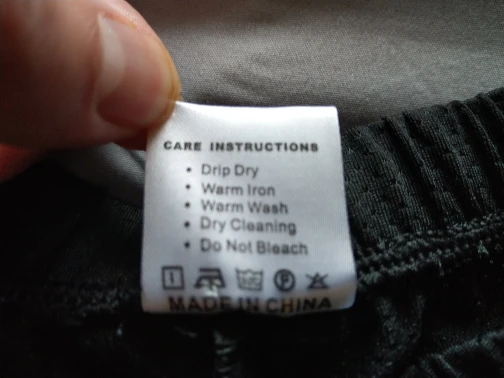 CARE INSTRUCTIONS
• Drip Dry
• Warm Iron
• Warm Wash
• Dry Cleaning
• Do Not Bleach
MADE IN CHINA